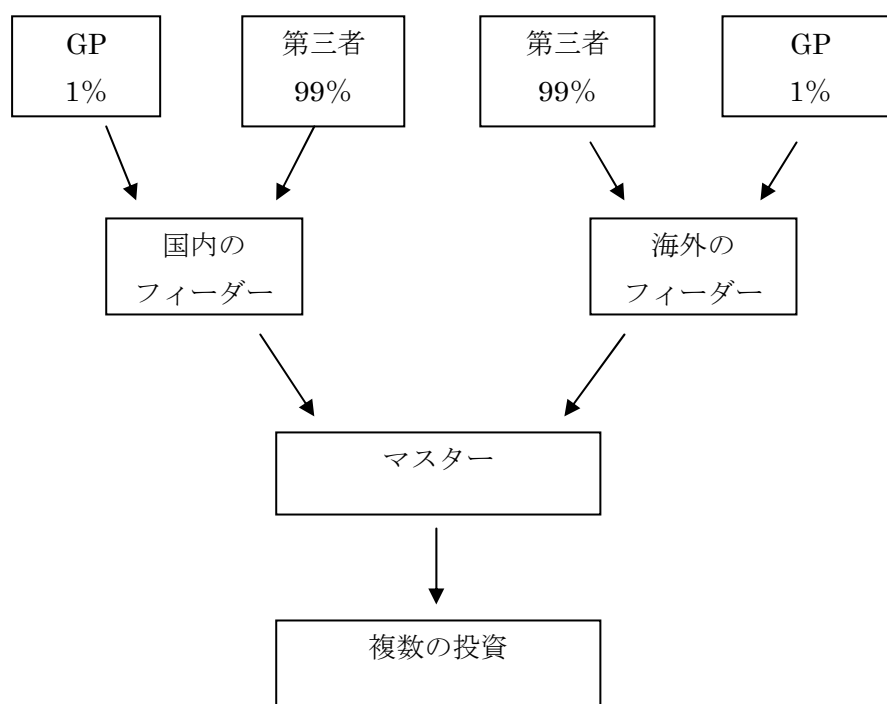 GP
1%
第三者
99%
第三者
99%
GP
1%
国内の
フィーダー
海外の
フィーダー
マスター
複数の投資